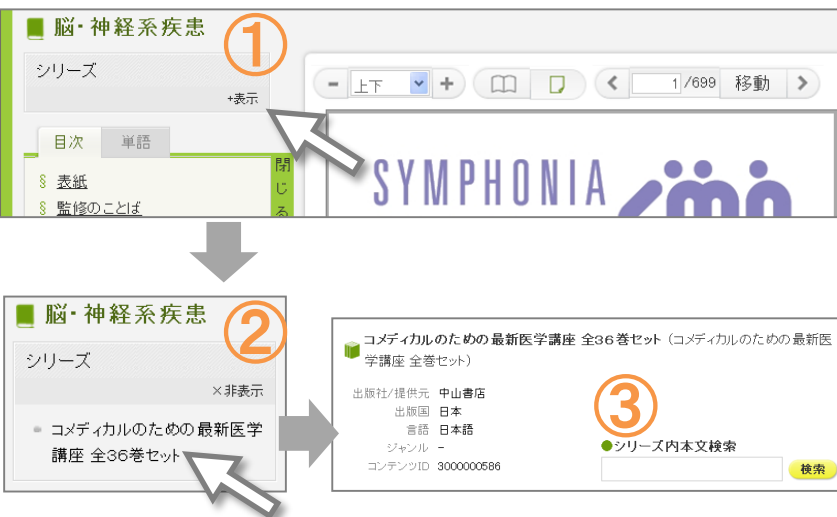 脳・神経系疾患
①
シリーズ
+表示
目次 単語
§ 表紙
§ 監修のことば
閉じる
- 上下 + 1/699 移動
SYMPHONIA
脳・神経系疾患
②
シリーズ
×非表示
コメディカルのための最新医学
講座 全36巻セット
コメディカルのための最新医学講座 全36巻セット（コメディカルのための最新医
学講座 全巻セット）
出版社/提供元 中山書店
出版国 日本
言語 日本語
ジャンル -
コンテンツID 3000000586
③
●シリーズ内本文検索
検索